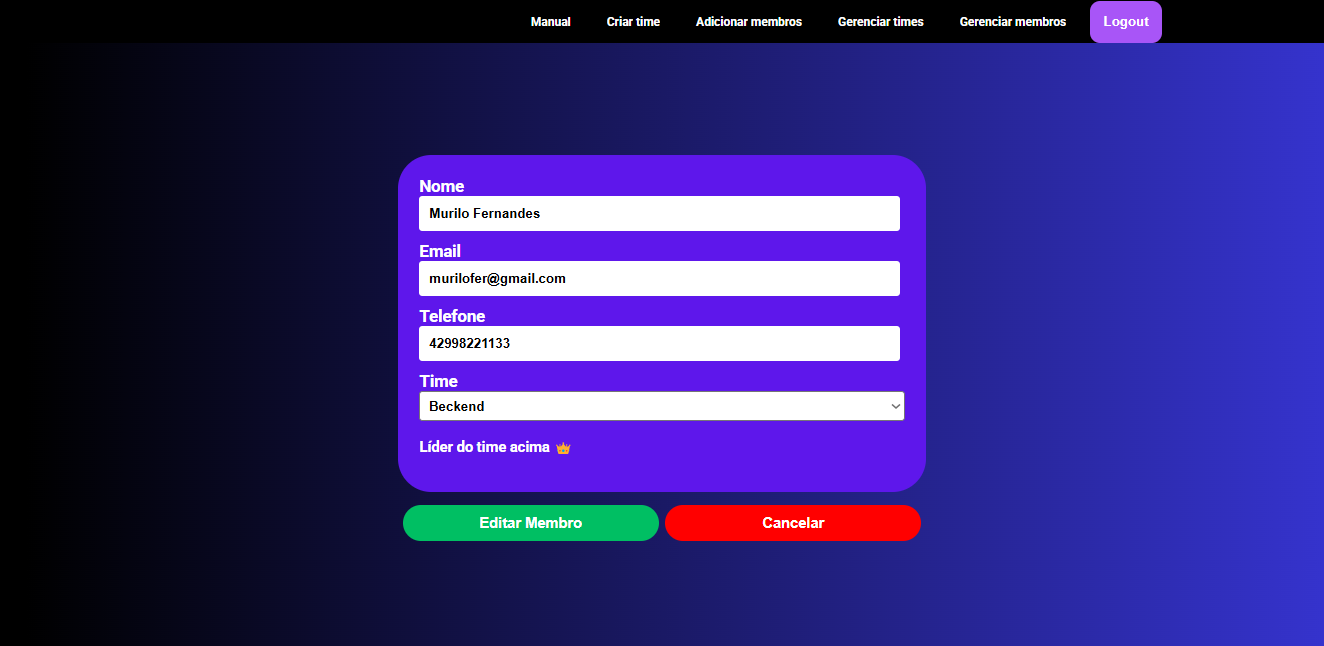 Manual Criar time Adicionar membros Gerenciar times Gerenciar membros Logout
Nome
Murilo Fernandes
Email
murilofer@gmail.com
Telefone
42998221133
Time
Beckend
Líder do time acima
Editar Membro Cancelar